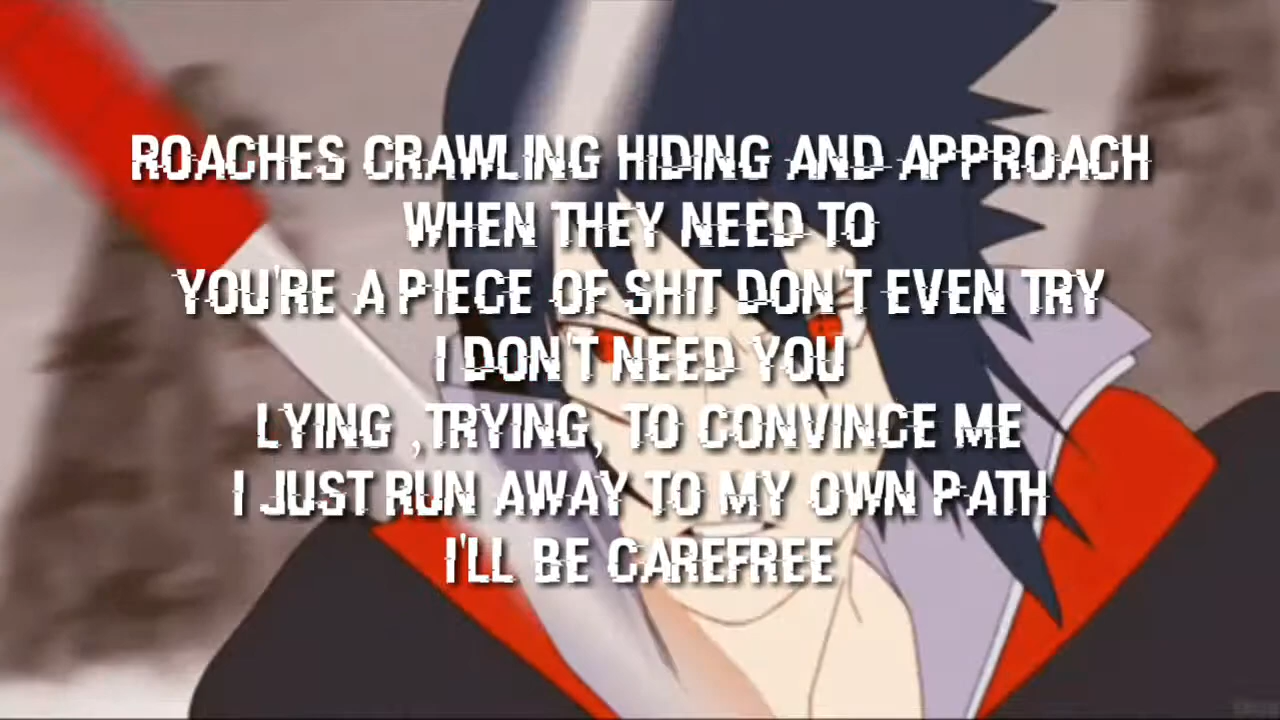 ROACHES CRAWLING HIDING AND APPROACH
WHEN THEY NEED TO
YOU'RE A PIECE OF SHIT DON'T EVEN TRY
I DON'T NEED YOU
LYING ,TRYING, TO CONVINCE ME
I JUST RUN AWAY TO MY OWN PATH
I'LL BE CAREFREE